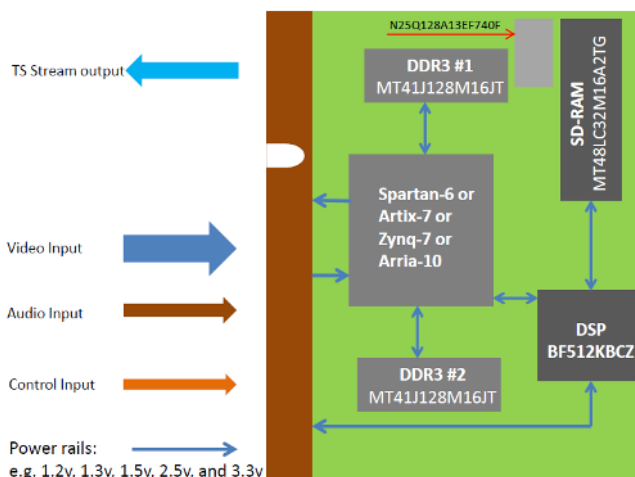 N25Q128A13EF740F
TS Stream output
DDR3 #1
MT41J128M16JT
SD-RAM
MT48LC32M16A2TG
Spartan-6 or
Artix-7 or
Zynq-7 or
Arria-10
Video Input
Audio Input
DSP
BF512KBCZ
DDR3 #2
MT41J128M16JT
Control Input
Power rails:
e.g. 1.2v, 1.3v, 1.5v, 2.5v, and 3.3v